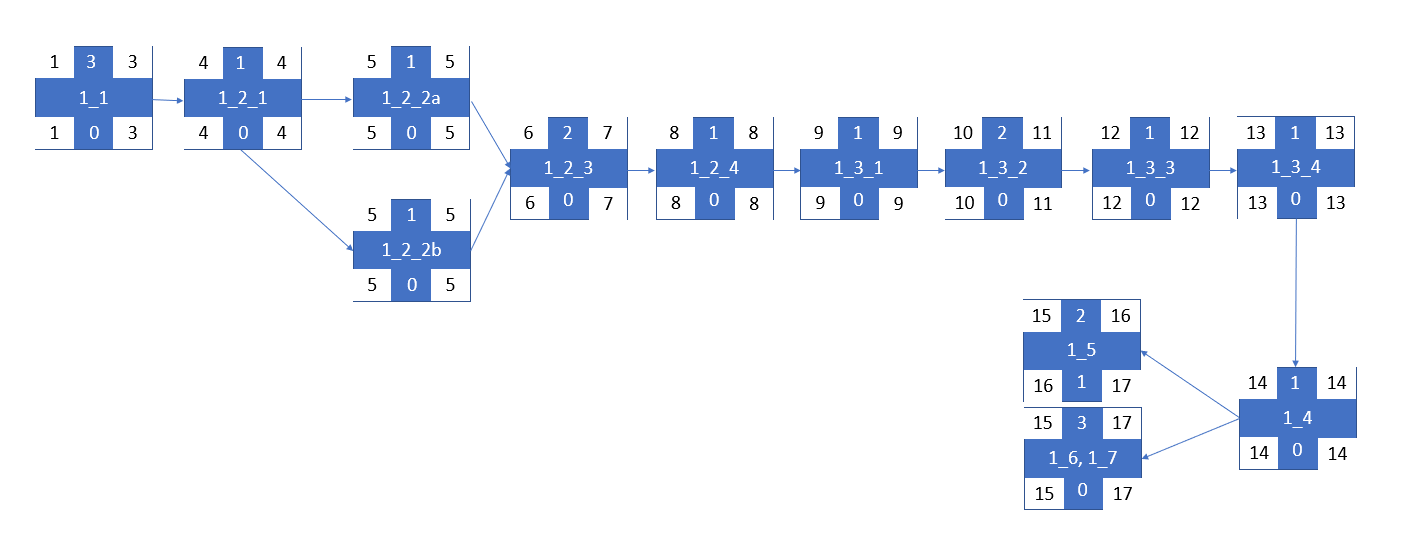 1 3 3
1_1
1 0 3
4 1 4
1_2_1
4 0 4
5 1 5
1_2_2a
5 0 5
5 1 5
1_2_2b
5 0 5
6 2 7
1_2_3
6 0 7
8 1 8
1_2_4
8 0 8
9 1 9
1_3_1
9 0 9
10 2 11
1_3_2
10 0 11
12 1 12
1_3_3
12 0 12
13 1 13
1_3_4
13 0 13
14 1 14
1_4
14 0 14
15 2 16
1_5
16 1 17
15 3 17
1_6, 1_7
15 0 17